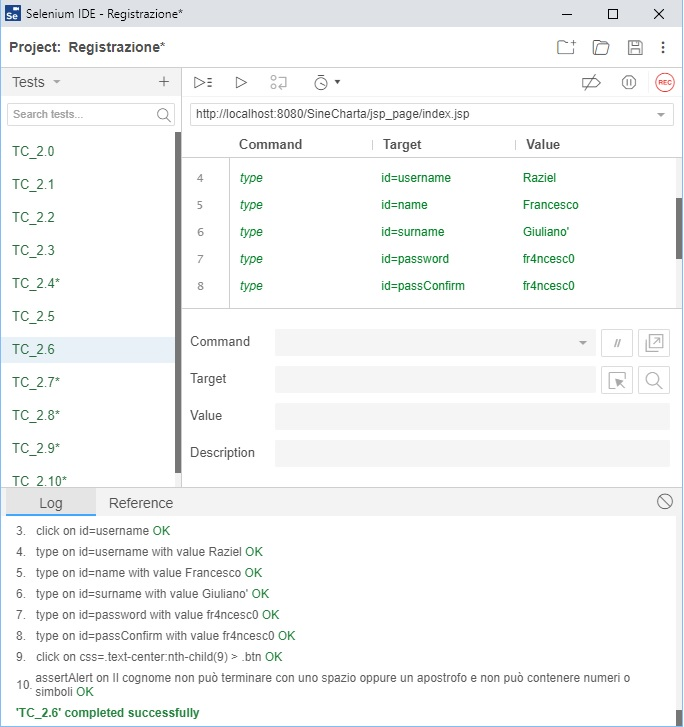 Se Selenium IDE - Registrazione*
Project: Registrazione*
Tests
REC
Search tests...
http://localhost:8080/SineCharta/jsp_page/index.jsp
TC_2.0
TC_2.1
TC_2.2
TC_2.3
TC_2.4*
TC_2.5
TC_2.6
TC_2.7*
TC_2.8*
TC_2.9*
TC_2.10*
Command Target Value
4 type id=username Raziel
5 type id=name Francesco
6 type id=surname Giuliano'
7 type id=password fr4ncesc0
8 type id=passConfirm fr4ncesc0
Command //
Target
Value
Description
Log Reference
3. click on id=username OK
4. type on id=username with value Raziel OK
5. type on id=name with value Francesco OK
6. type on id=surname with value Giuliano' OK
7. type on id=password with value fr4ncesc0 OK
8. type on id=passConfirm with value fr4ncesc0 OK
9. click on css=.text-center:nth-child(9) > .btn OK
10. assertAlert on Il cognome non può terminare con uno spazio oppure un apostrofo e non può contenere numeri o
simboli OK
'TC_2.6' completed successfully